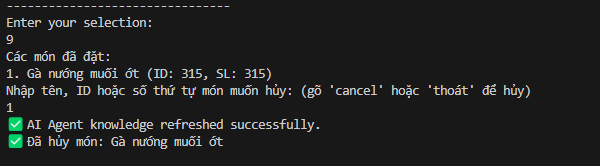 --------------------------------
Enter your selection:
9
Các món đã đặt:
1. Gà nướng muối ớt (ID: 315, SL: 315)
Nhập tên, ID hoặc số thứ tự món muốn hủy: (gõ 'cancel' hoặc 'thoát' để hủy)
1
✅ AI Agent knowledge refreshed successfully.
✅ Đã hủy món: Gà nướng muối ớt